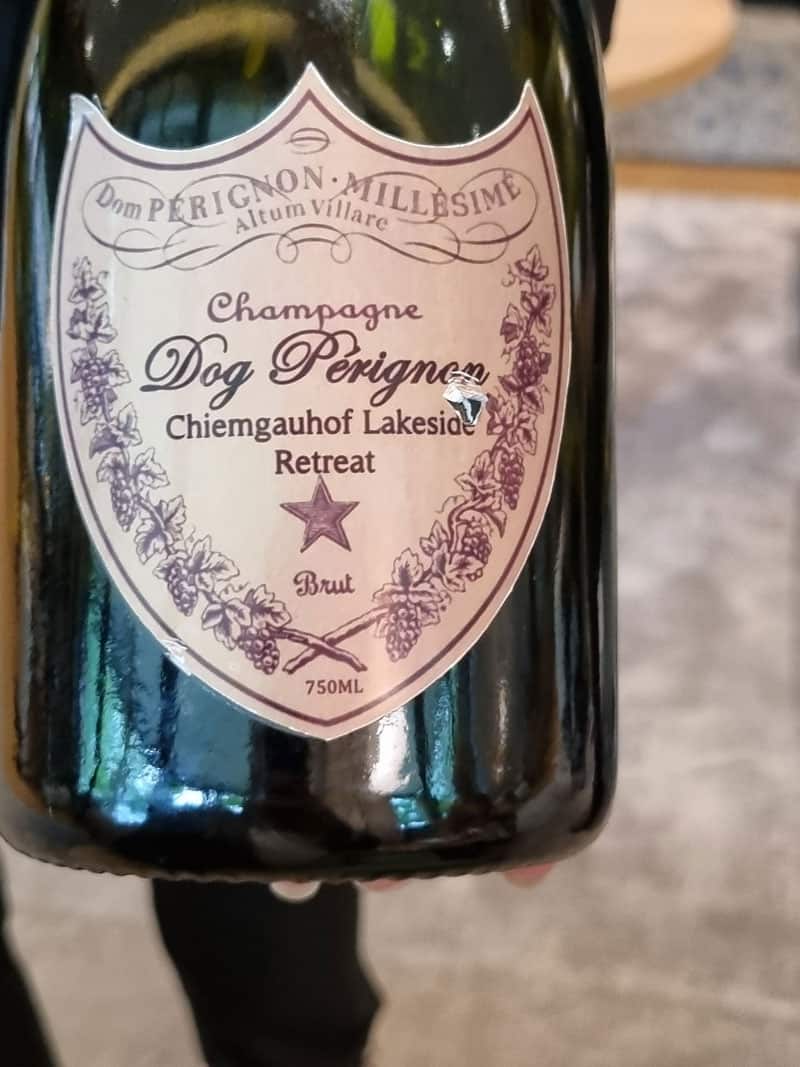 Dom PÉRIGNON · MILLÉSIMÉ
Altum Villare
Champagne
Dog Pérignon
Chiemgauhof Lakeside
Retreat
Brut
750ML